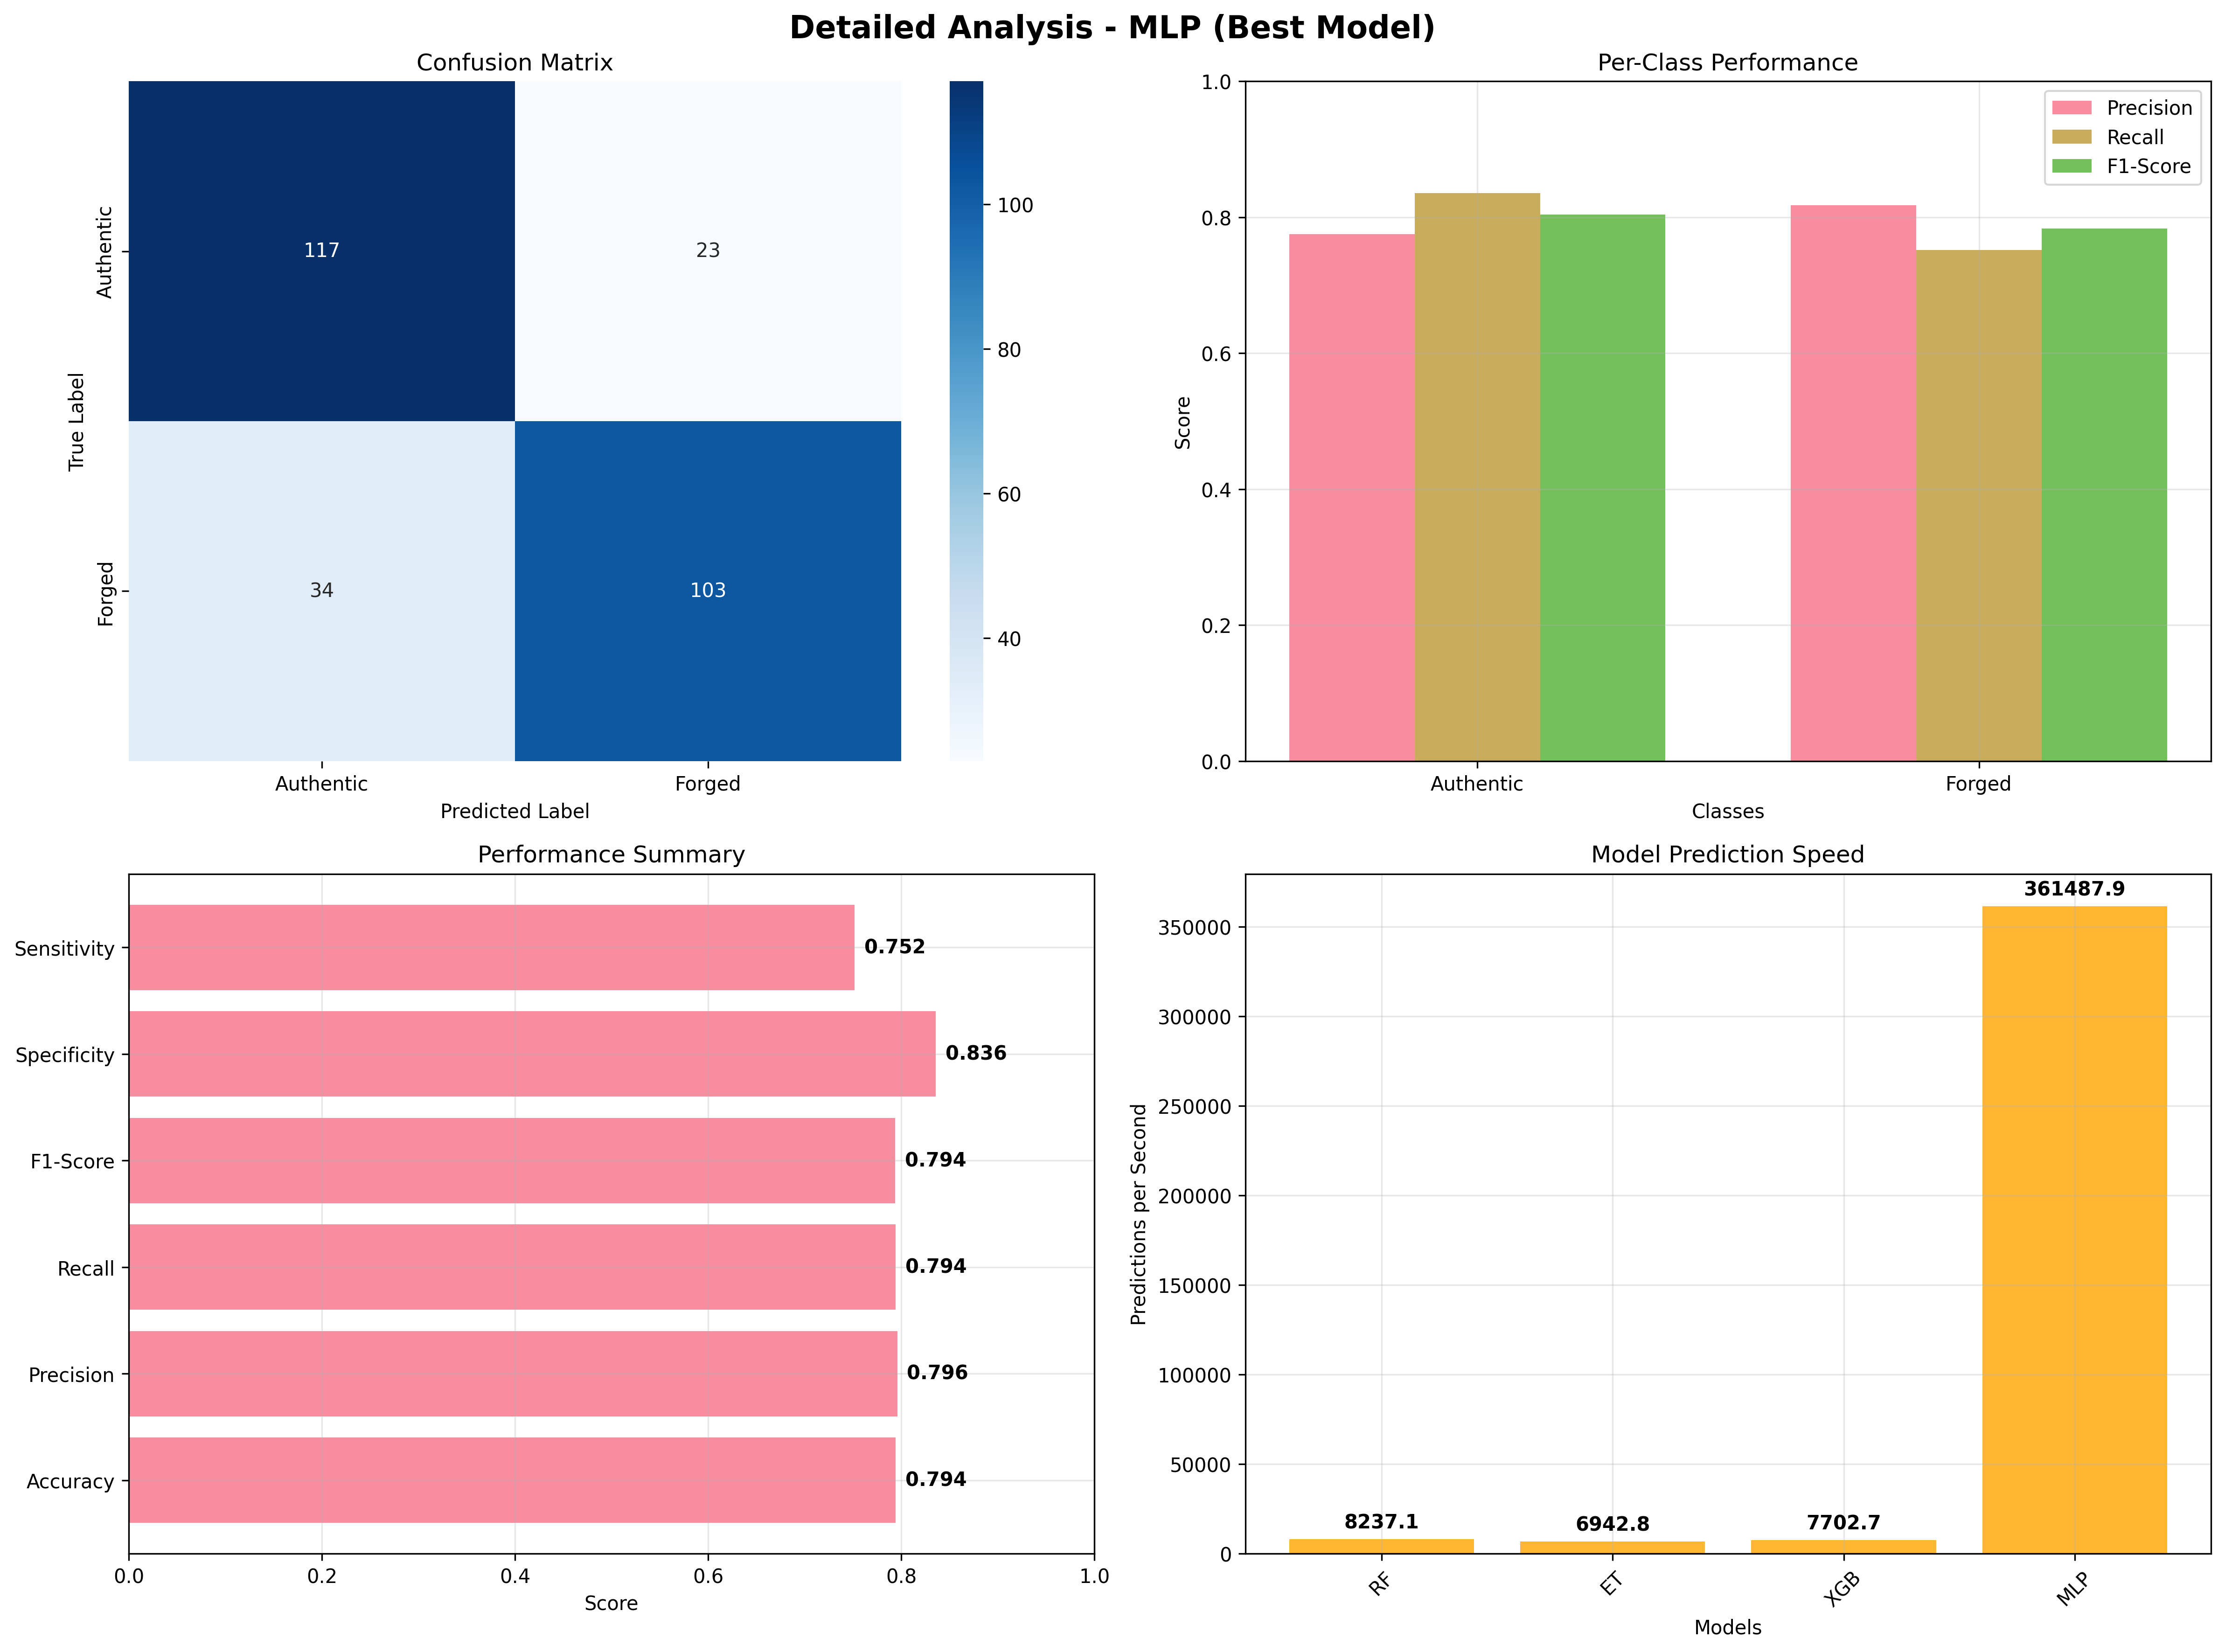 Detailed Analysis - MLP (Best Model)
Confusion Matrix
Authentic
Forged
True Label
117
23
34
103
Authentic
Forged
Predicted Label
100
80
60
40
Per-Class Performance
1.0
0.8
0.6
0.4
0.2
0.0
Score
Precision
Recall
F1-Score
Authentic
Forged
Classes
Performance Summary
Sensitivity
0.752
Specificity
0.836
F1-Score
0.794
Recall
0.794
Precision
0.796
Accuracy
0.794
0.0
0.2
0.4
0.6
0.8
1.0
Score
Model Prediction Speed
350000
300000
250000
200000
150000
100000
50000
0
Predictions per Second
8237.1
6942.8
7702.7
361487.9
RF
ET
XGB
MLP
Models